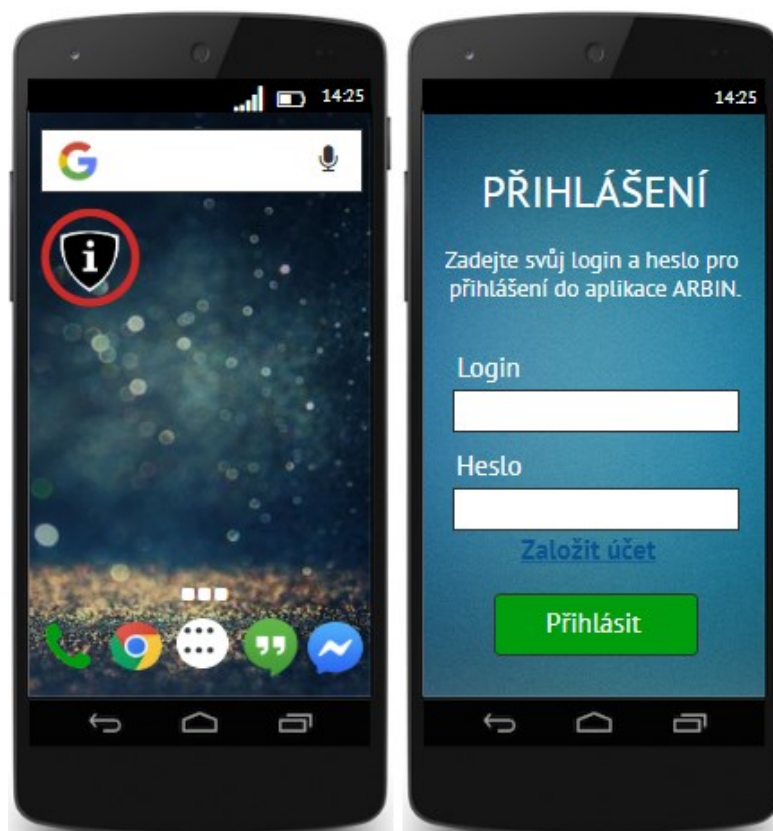 14:25
G
i
14:25
PŘIHLÁŠENÍ
Zadejte svůj login a heslo pro
přihlášení do aplikace ARBIN.
Login
Heslo
Založit účet
Přihlásit